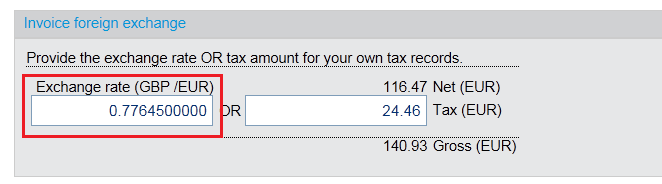 Invoice foreign exchange
Provide the exchange rate OR tax amount for your own tax records.
Exchange rate (GBP /EUR) 116.47 Net (EUR)
0.7764500000 OR 24.46 Tax (EUR)
140.93 Gross (EUR)